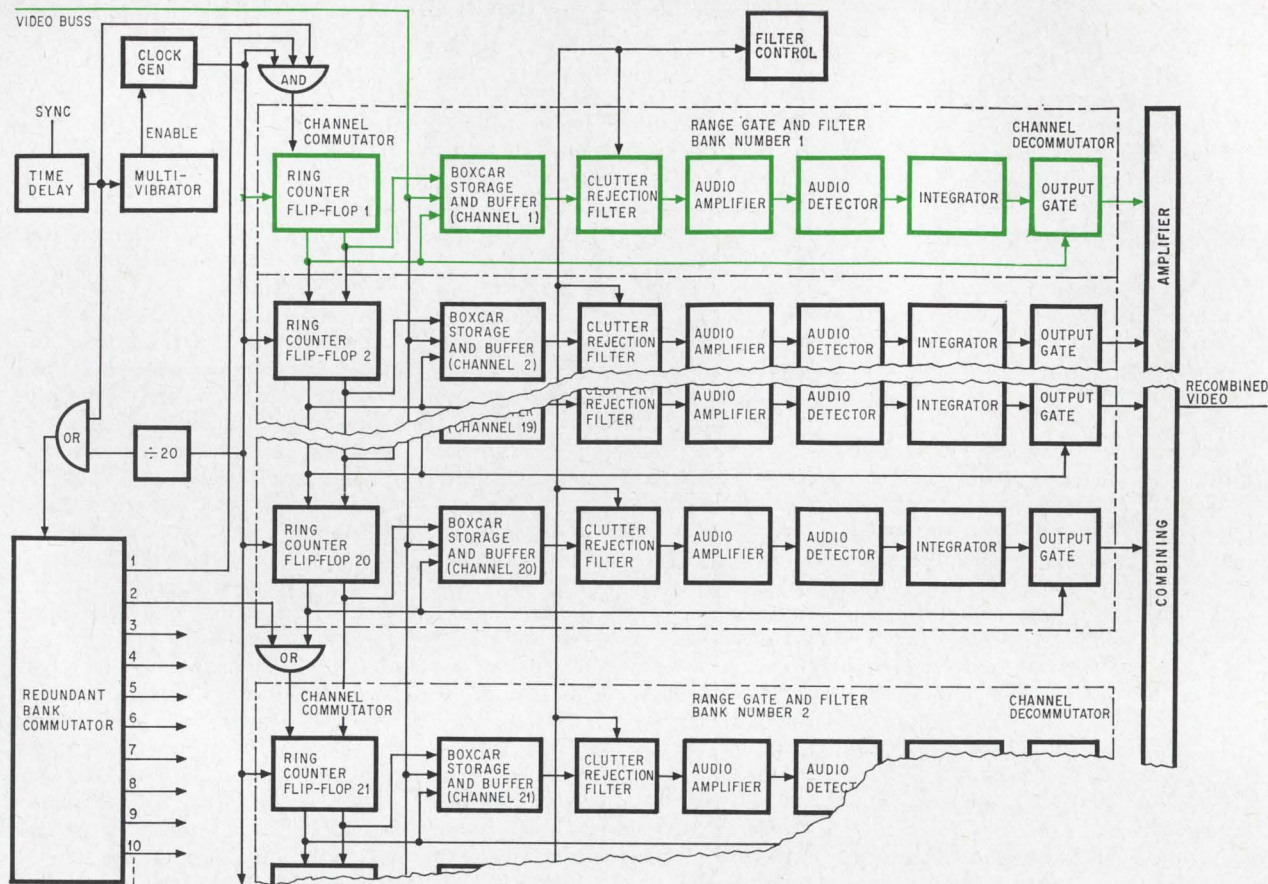 VIDEO BUSS
CLOCK
GEN
AND
FILTER
CONTROL
SYNC
ENABLE
TIME
DELAY
MULTI-
VIBRATOR
CHANNEL
COMMUTATOR
RANGE GATE AND FILTER
BANK NUMBER 1
CHANNEL
DECOMMUTATOR
RING
COUNTER
FLIP-FLOP 1
BOXCAR
STORAGE
AND BUFFER
(CHANNEL 1)
CLUTTER
REJECTION
FILTER
AUDIO
AMPLIFIER
AUDIO
DETECTOR
INTEGRATOR
OUTPUT
GATE
AMPLIFIER
RING
COUNTER
FLIP-FLOP 2
BOXCAR
STORAGE
AND BUFFER
(CHANNEL 2)
CLUTTER
REJECTION
FILTER
AUDIO
AMPLIFIER
AUDIO
DETECTOR
INTEGRATOR
OUTPUT
GATE
RECOMBINED
VIDEO
(CHANNEL 19)
CLUTTER
REJECTION
FILTER
AUDIO
AMPLIFIER
AUDIO
DETECTOR
INTEGRATOR
OUTPUT
GATE
OR
÷20
RING
COUNTER
FLIP-FLOP 20
BOXCAR
STORAGE
AND BUFFER
(CHANNEL 20)
CLUTTER
REJECTION
FILTER
AUDIO
AMPLIFIER
AUDIO
DETECTOR
INTEGRATOR
OUTPUT
GATE
COMBINING
REDUNDANT
BANK
COMMUTATOR
1
2
3
4
5
6
7
8
9
10
OR
CHANNEL
COMMUTATOR
RANGE GATE AND FILTER
BANK NUMBER 2
CHANNEL
DECOMMUTATOR
RING
COUNTER
FLIP-FLOP 21
BOXCAR
STORAGE
AND BUFFER
(CHANNEL 21)
CLUTTER
REJECTION
FILTER
AUDIO
AMPLIFIER
AUDIO
DETECT